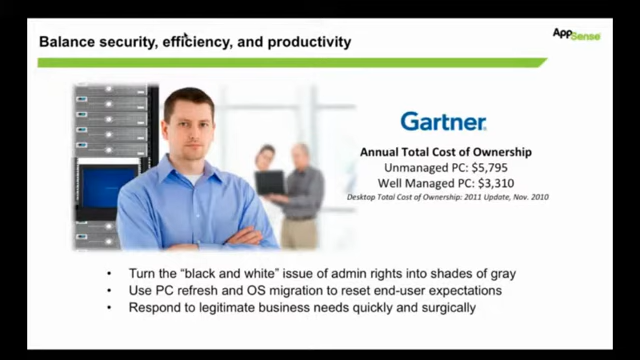 Balance security, efficiency, and productivity
AppSense
Gartner.
Annual Total Cost of Ownership
Unmanaged PC: $5,795
Well Managed PC: $3,310
Desktop Total Cost of Ownership: 2011 Update, Nov. 2010
• Turn the “black and white” issue of admin rights into shades of gray
• Use PC refresh and OS migration to reset end-user expectations
• Respond to legitimate business needs quickly and surgically